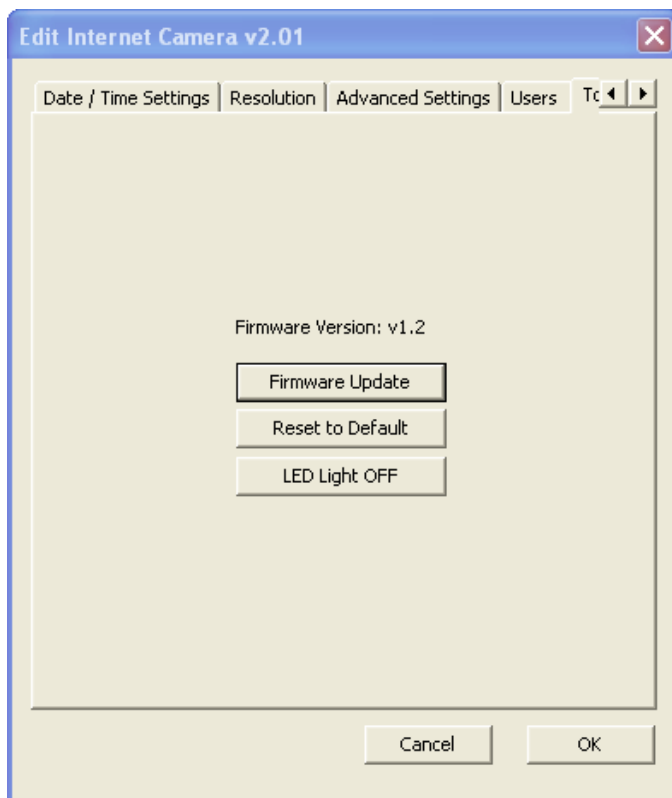 Edit Internet Camera v2.01
Date / Time Settings Resolution Advanced Settings Users To
Firmware Version: v1.2
Firmware Update
Reset to Default
LED Light OFF
Cancel OK